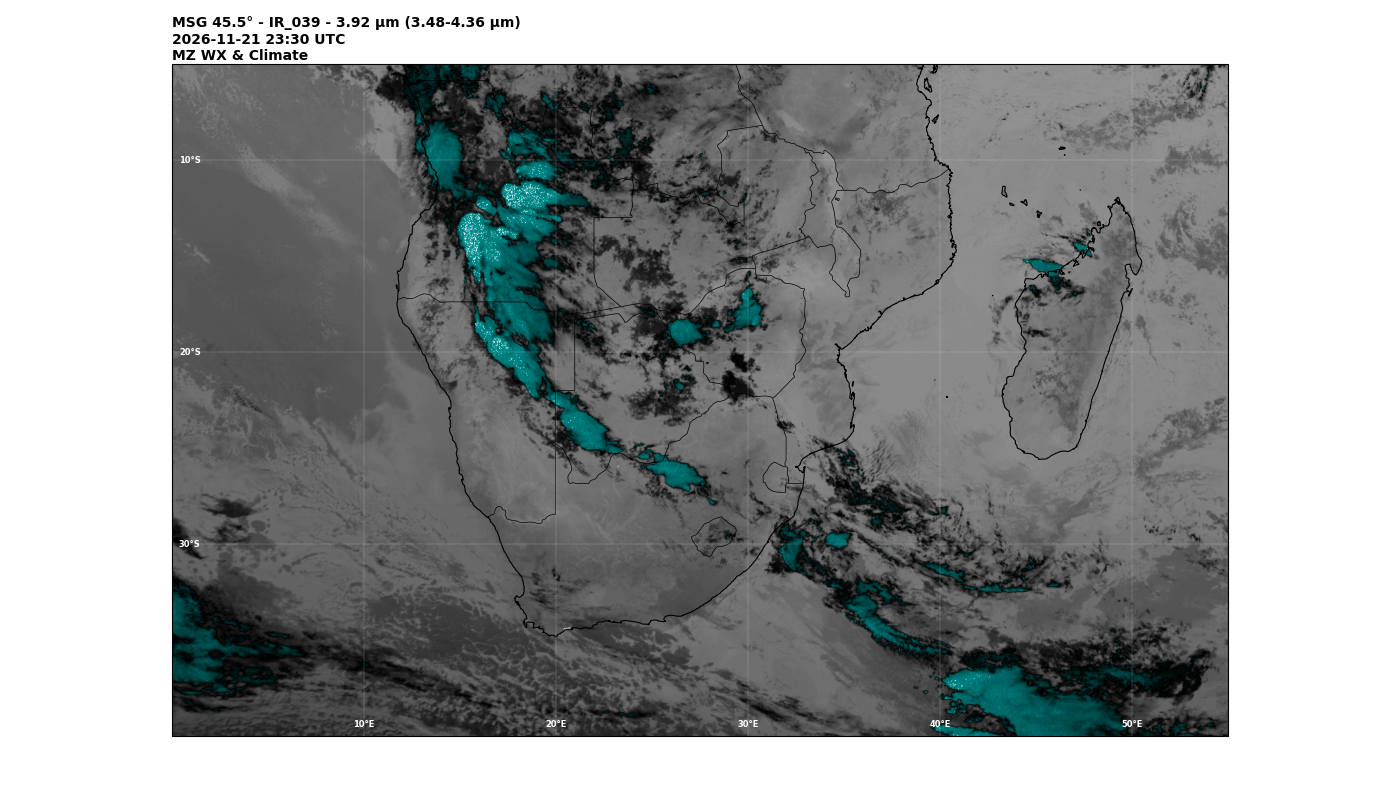 MSG 45.5° - IR_039 - 3.92 µm (3.48-4.36 µm)
2026-11-21 23:30 UTC
MZ WX & Climate
10°S
20°S
30°S
10°E
20°E
30°E
40°E
50°E